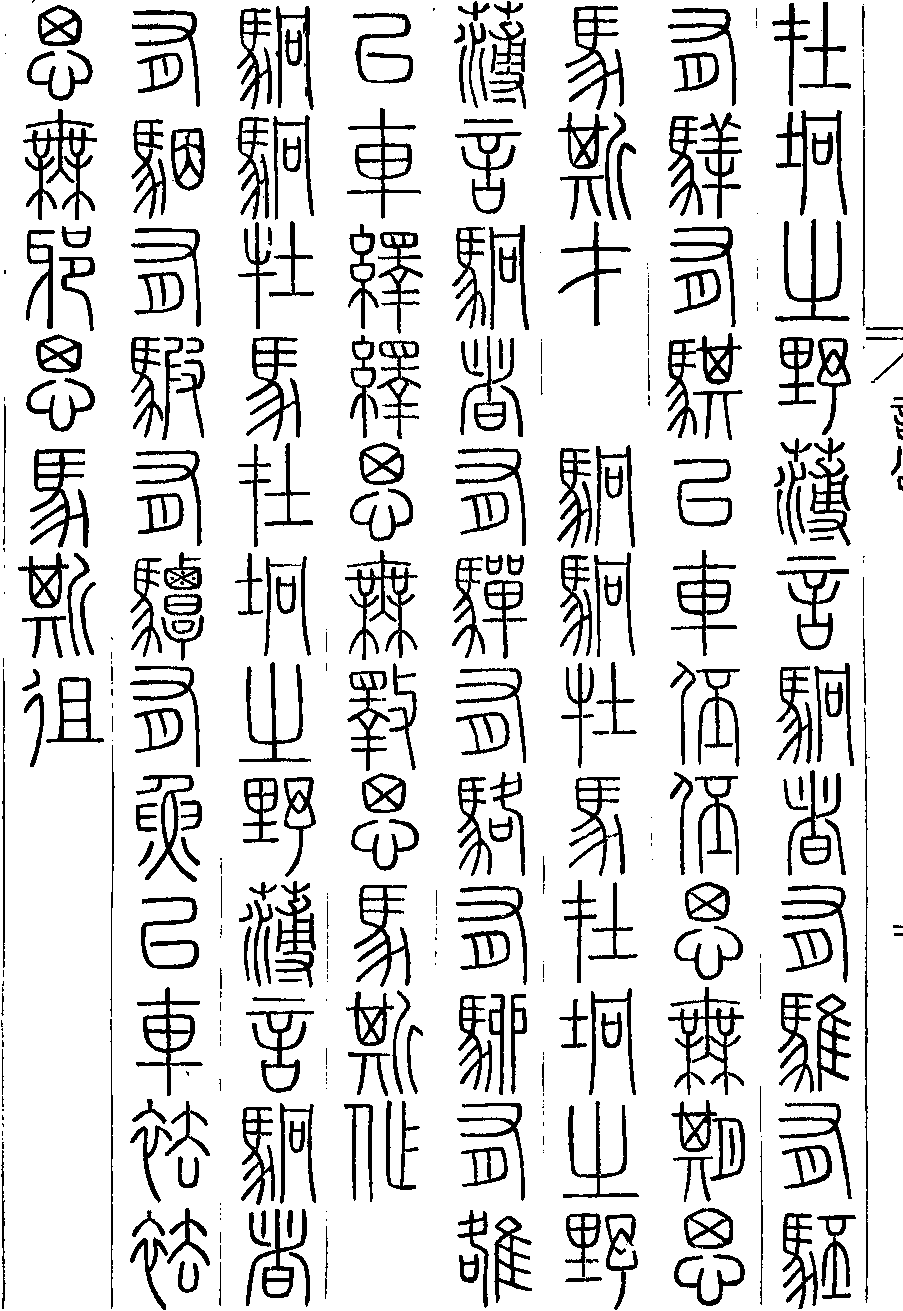 在坰之野薄言駉者有騅有駓
有騂有騏以車伾伾思無期思
馬斯才　駉駉牡馬在坰之野
薄言駉者有驒有駱有駵有雒
以車繹繹思無斁思馬斯作
駉駉牡馬在坰之野薄言駉者
有駰有騢有驔有魚以車祛祛
思無邪思馬斯徂